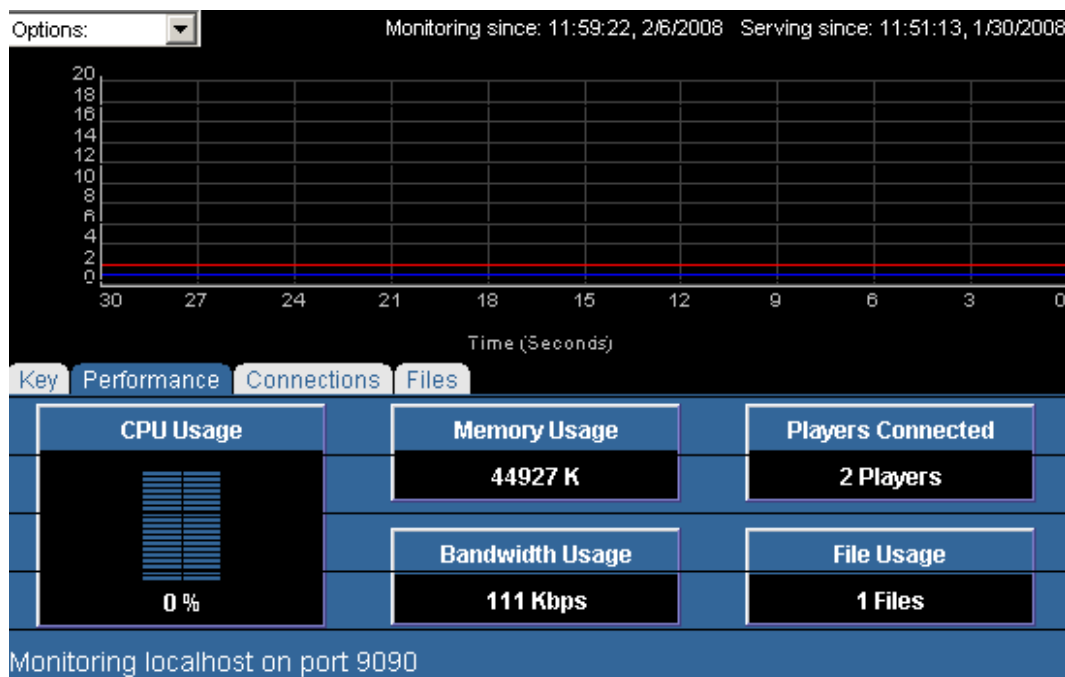 Options:
Monitoring since: 11:59:22, 2/6/2008 Serving since: 11:51:13, 1/30/2008
20
18
16
14
12
10
8
6
4
2
0
30 27 24 21 18 15 12 9 6 3 0
Time (Seconds)
Key Performance Connections Files
CPU Usage Memory Usage Players Connected
44927 K 2 Players
Bandwidth Usage File Usage
0 % 111 Kbps 1 Files
Monitoring localhost on port 9090